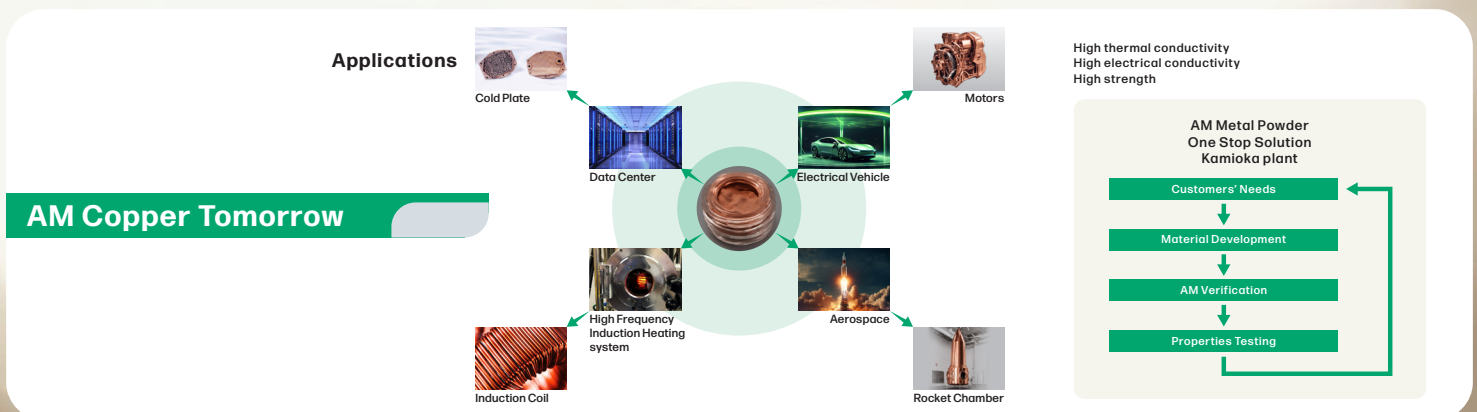 AM Copper Tomorrow
Applications
Cold Plate
Data Center
Motors
Electrical Vehicle
High Frequency
Induction Heating
system
Induction Coil
Aerospace
Rocket Chamber
High thermal conductivity
High electrical conductivity
High strength
AM Metal Powder
One Stop Solution
Kamioka plant
Customers' Needs
Material Development
AM Verification
Properties Testing